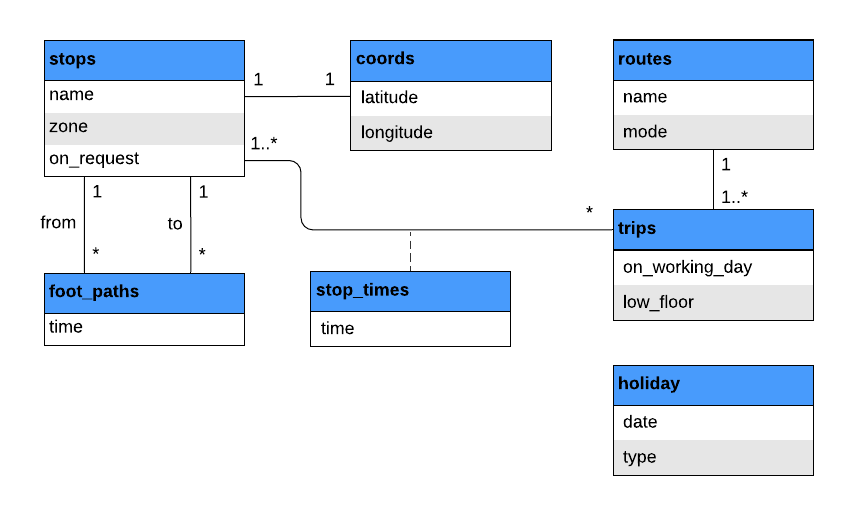 stops
name
zone
on_request
1
1
coords
latitude
longitude
routes
name
mode
1..*
*
1
1..*
1
1
from
to
*
*
trips
on_working_day
low_floor
foot_paths
time
stop_times
time
holiday
date
type